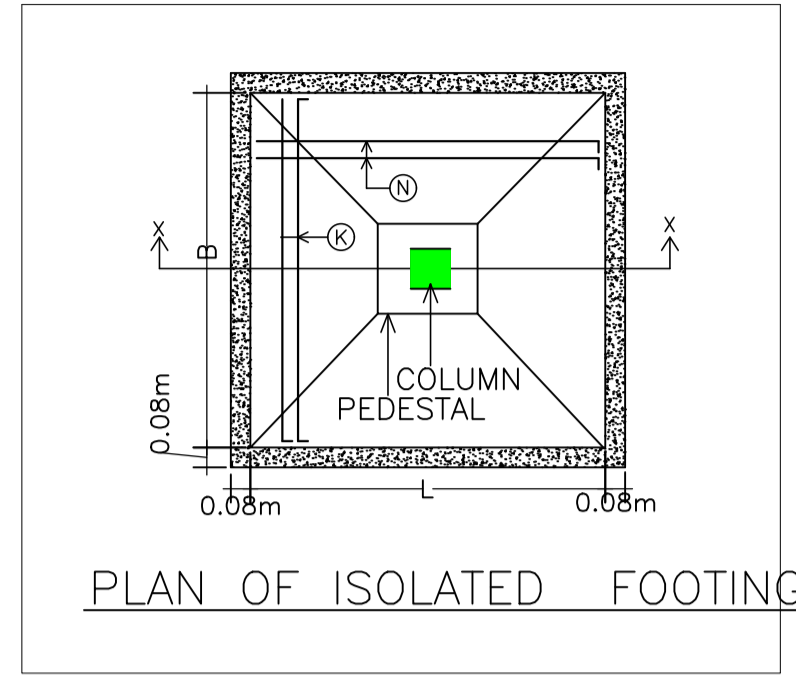 N
x
x
B
K
COLUMN
PEDESTAL
0.08m
L
0.08m
0.08m
PLAN OF ISOLATED FOOTING